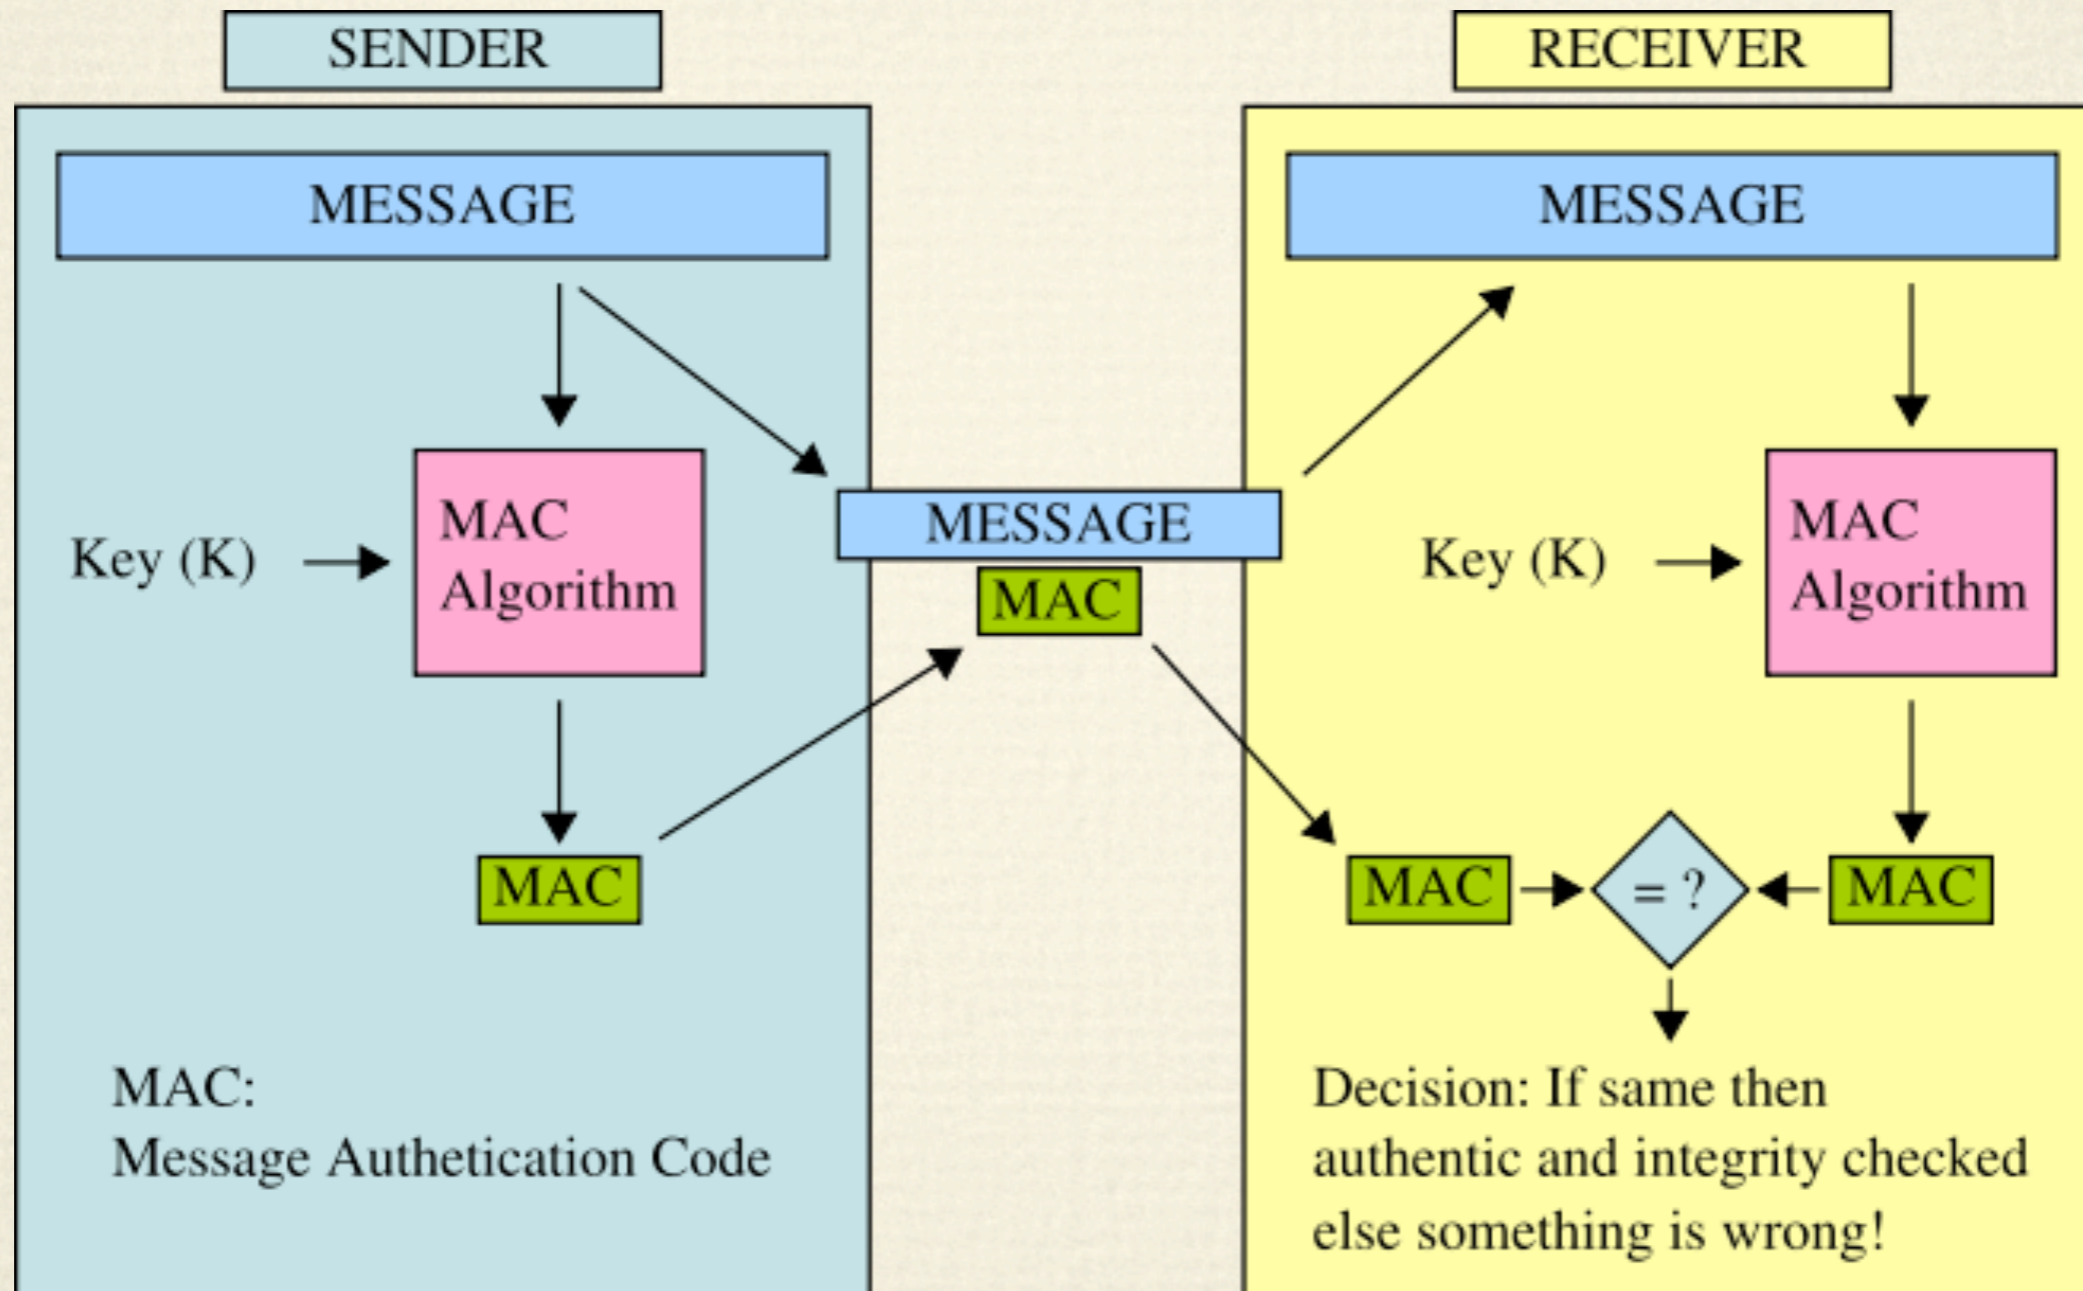 SENDER
MESSAGE
Key (K)
MAC
Algorithm
MAC
MAC:
Message Authetication Code
MESSAGE
MAC
RECEIVER
MESSAGE
Key (K)
MAC
Algorithm
MAC
= ?
MAC
Decision: If same then
authentic and integrity checked
else something is wrong!